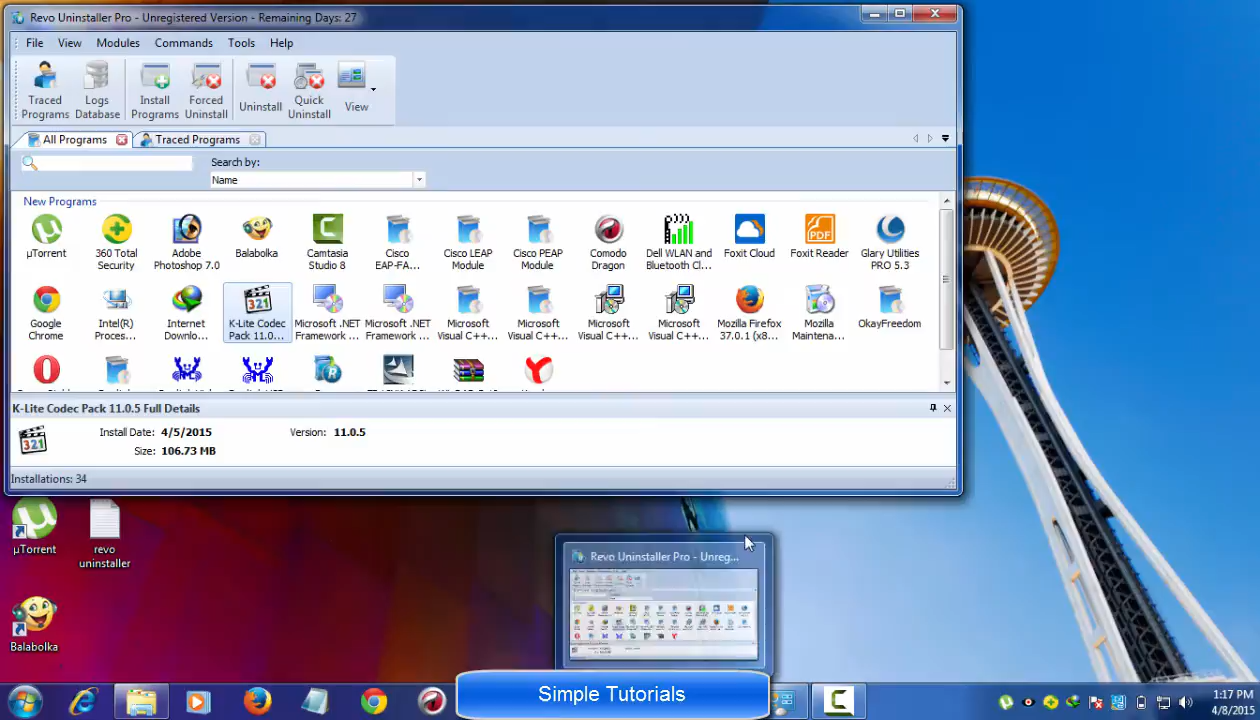 Revo Uninstaller Pro - Unregistered Version - Remaining Days: 27
File View Modules Commands Tools Help
Traced Programs
Logs Database
Install Programs
Forced Uninstall
Uninstall
Quick Uninstall
View
All Programs
Traced Programs
Search by:
Name
New Programs
µTorrent
360 Total Security
Adobe Photoshop 7.0
Balabolka
Camtasia Studio 8
Cisco EAP-FA...
Cisco LEAP Module
Cisco PEAP Module
Comodo Dragon
Dell WLAN and Bluetooth Cl...
Foxit Cloud
Foxit Reader
Glary Utilities PRO 5.3
Google Chrome
Intel(R) Proces...
Internet Downlo...
K-Lite Codec Pack 11.0...
Microsoft .NET Framework ...
Microsoft .NET Framework ...
Microsoft Visual C++...
Microsoft Visual C++...
Microsoft Visual C++...
Microsoft Visual C++...
Mozilla Firefox 37.0.1 (x8...
Mozilla Maintena...
OkayFreedom
K-Lite Codec Pack 11.0.5 Full Details
Install Date: 4/5/2015 Version: 11.0.5
Size: 106.73 MB
Installations: 34
µTorrent
revo uninstaller
Balabolka
Revo Uninstaller Pro - Unreg...
Simple Tutorials
1:17 PM
4/8/2015